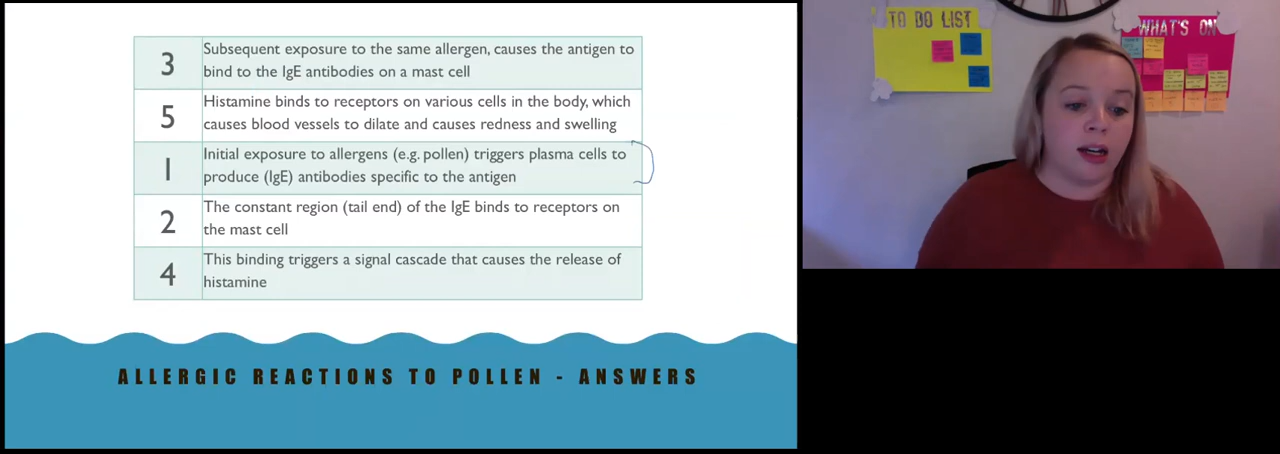 3
Subsequent exposure to the same allergen, causes the antigen to
bind to the IgE antibodies on a mast cell
5
Histamine binds to receptors on various cells in the body, which
causes blood vessels to dilate and causes redness and swelling
1
Initial exposure to allergens (e.g. pollen) triggers plasma cells to
produce (IgE) antibodies specific to the antigen
2
The constant region (tail end) of the IgE binds to receptors on
the mast cell
4
This binding triggers a signal cascade that causes the release of
histamine
ALLERGIC REACTIONS TO POLLEN - ANSWERS
TO DO LIST
WHAT'S ON